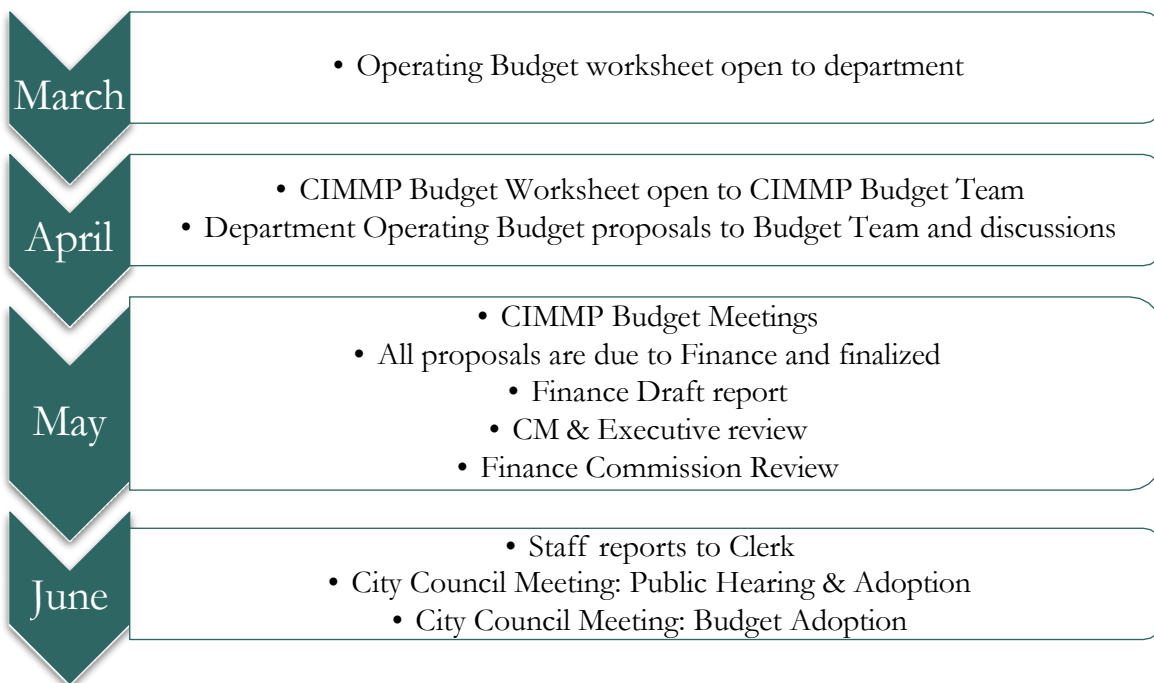 March
• Operating Budget worksheet open to department
April
• CIMMP Budget Worksheet open to CIMMP Budget Team
• Department Operating Budget proposals to Budget Team and discussions
May
• CIMMP Budget Meetings
• All proposals are due to Finance and finalized
• Finance Draft report
• CM & Executive review
• Finance Commission Review
June
• Staff reports to Clerk
• City Council Meeting: Public Hearing & Adoption
• City Council Meeting: Budget Adoption